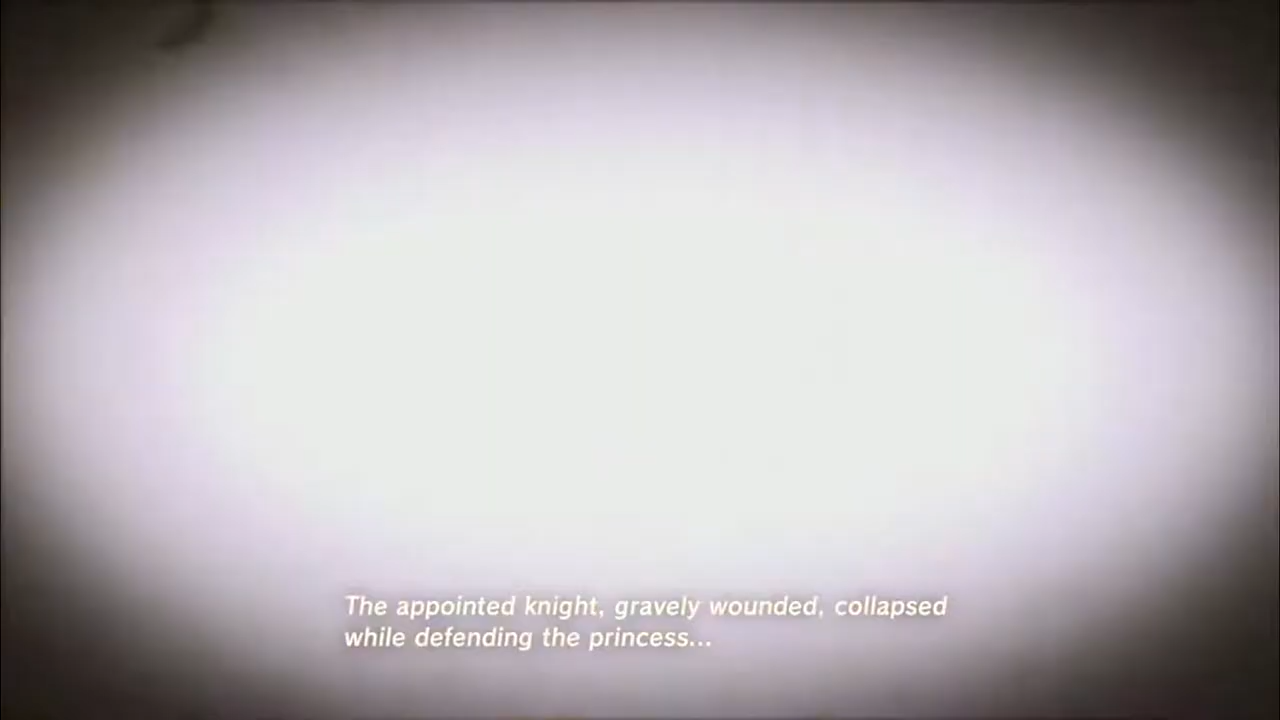 The appointed knight, gravely wounded, collapsed
while defending the princess...